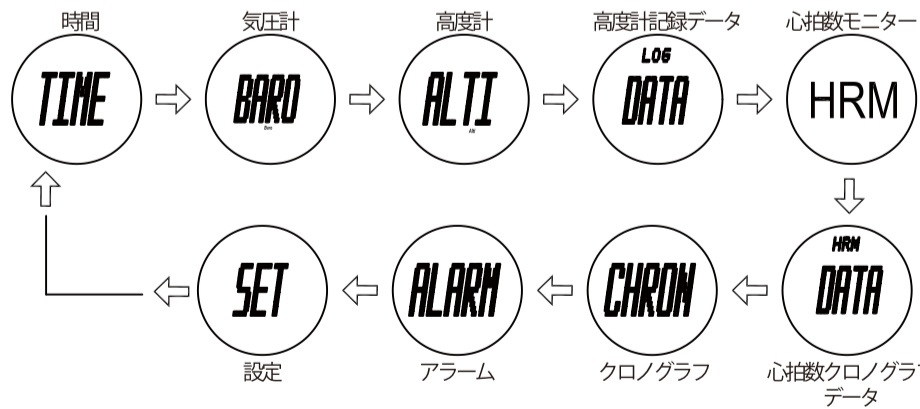 時間 気圧計 高度計 高度計記録データ 心拍数モニター
TIME BARO ALTI LOG DATA HRM
Baro Alti
SET ALARM CHRON HRM DATA
設定 アラーム クロノグラフ 心拍数クロノグラフ
データ